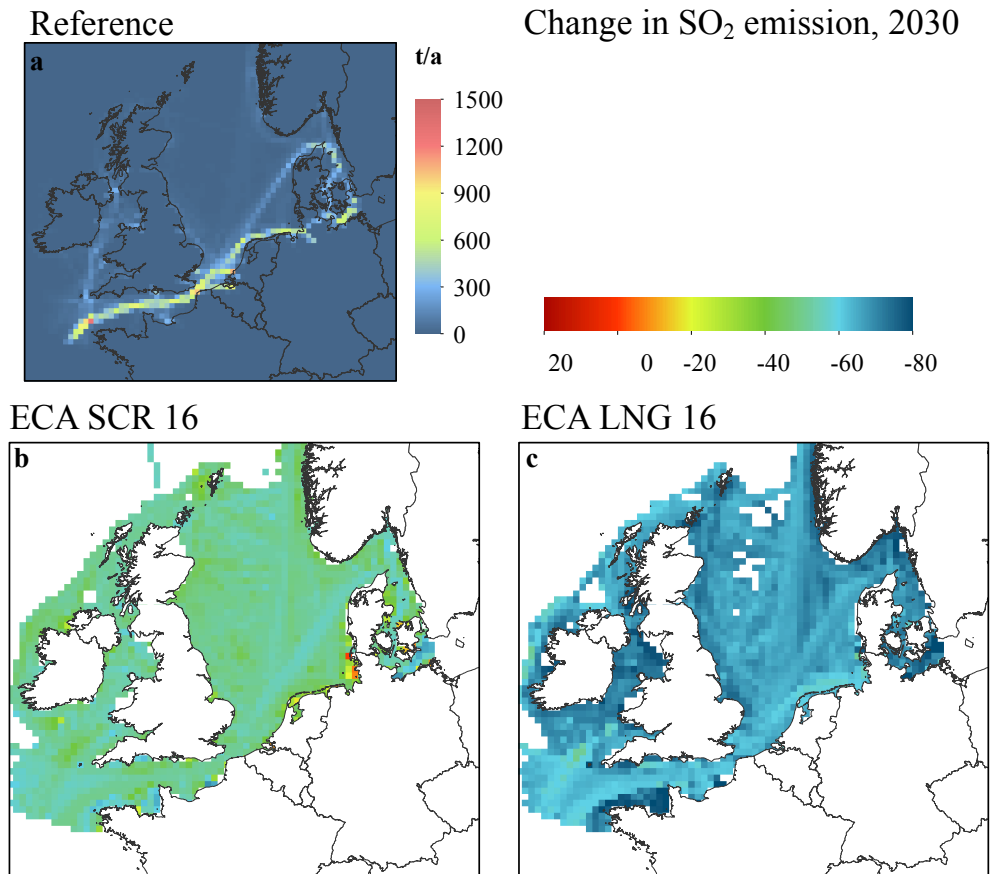 Reference
Change in SO₂ emission, 2030
a
t/a
1500
1200
900
600
300
0
20 0 -20 -40 -60 -80
ECA SCR 16
ECA LNG 16
b
c